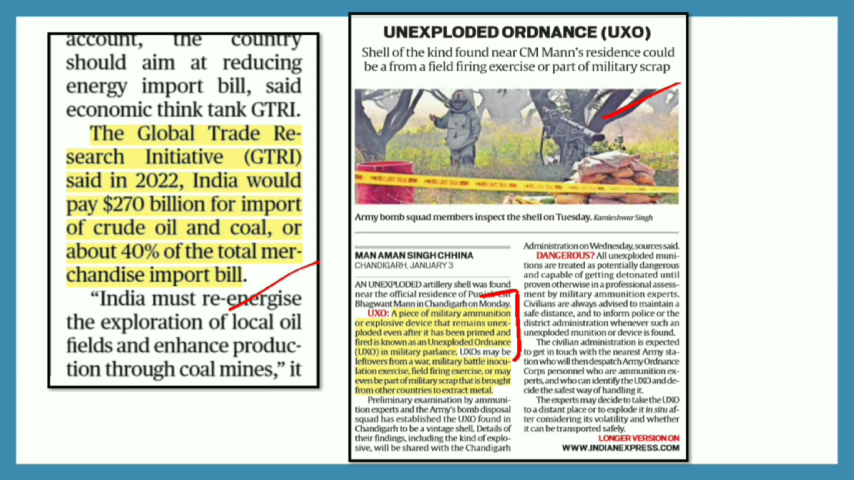 account, the country
should aim at reducing
energy import bill, said
economic think tank GTRI.
The Global Trade Re-
search Initiative (GTRI)
said in 2022, India would
pay $270 billion for import
of crude oil and coal, or
about 40% of the total mer-
chandise import bill.
“India must re-energise
the exploration of local oil
fields and enhance produc-
tion through coal mines,” it
UNEXPLODED ORDNANCE (UXO)
Shell of the kind found near CM Mann's residence could
be a from a field firing exercise or part of military scrap
Army bomb squad members inspect the shell on Tuesday. Kamleshwar Singh
MAN AMAN SINGH CHHINA
CHANDIGARH, JANUARY 3
AN UNEXPLODED artillery shell was found
near the official residence of Punjab CM
Bhagwant Mann in Chandigarh on Monday.
UXO: A piece of military ammunition
or explosive device that remains unex-
ploded even after it has been primed and
fired is known as an Unexploded Ordnance
(UXO) in military parlance. UXOs may be
leftovers from a war, military battle inocu-
lation exercise, field firing exercise, or may
even be part of military scrap that is brought
from other countries to extract metal.
Preliminary examination by ammuni-
tion experts and the Army's bomb disposal
squad has established the UXO found in
Chandigarh to be a vintage shell. Details of
their findings, including the kind of explo-
sive, will be shared with the Chandigarh
Administration on Wednesday, sources said.
DANGEROUS? All unexploded muni-
tions are treated as potentially dangerous
and capable of getting detonated until
proven otherwise in a professional assess-
ment by military ammunition experts.
Civilians are always advised to maintain a
safe distance, and to inform police or the
district administration whenever such an
unexploded munition or device is found.
The civilian administration is expected
to get in touch with the nearest Army sta-
tion who will then despatch Army Ordnance
Corps personnel who are ammunition ex-
perts, and who can identify the UXO and de-
cide the safest way of handling it.
The experts may decide to take the UXO
to a distant place or to explode it in situ af-
ter considering its volatility and whether
it can be transported safely.
LONGER VERSION ON
WWW.INDIANEXPRESS.COM